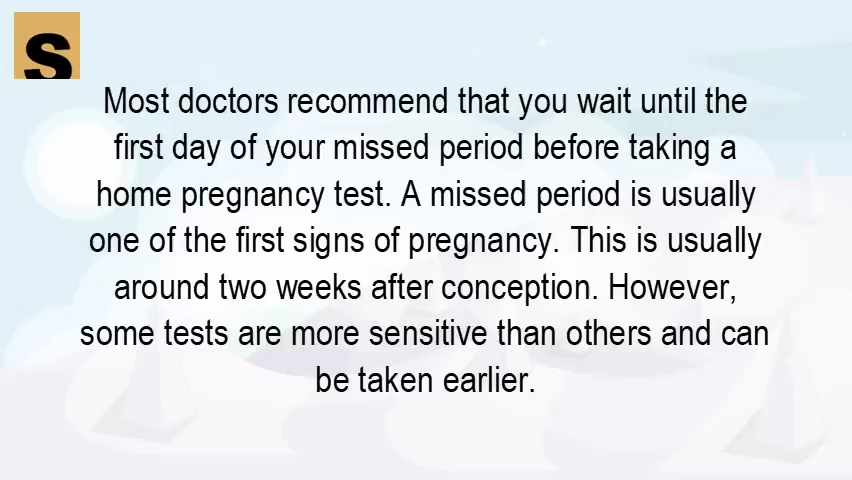 S
Most doctors recommend that you wait until the
first day of your missed period before taking a
home pregnancy test. A missed period is usually
one of the first signs of pregnancy. This is usually
around two weeks after conception. However,
some tests are more sensitive than others and can
be taken earlier.